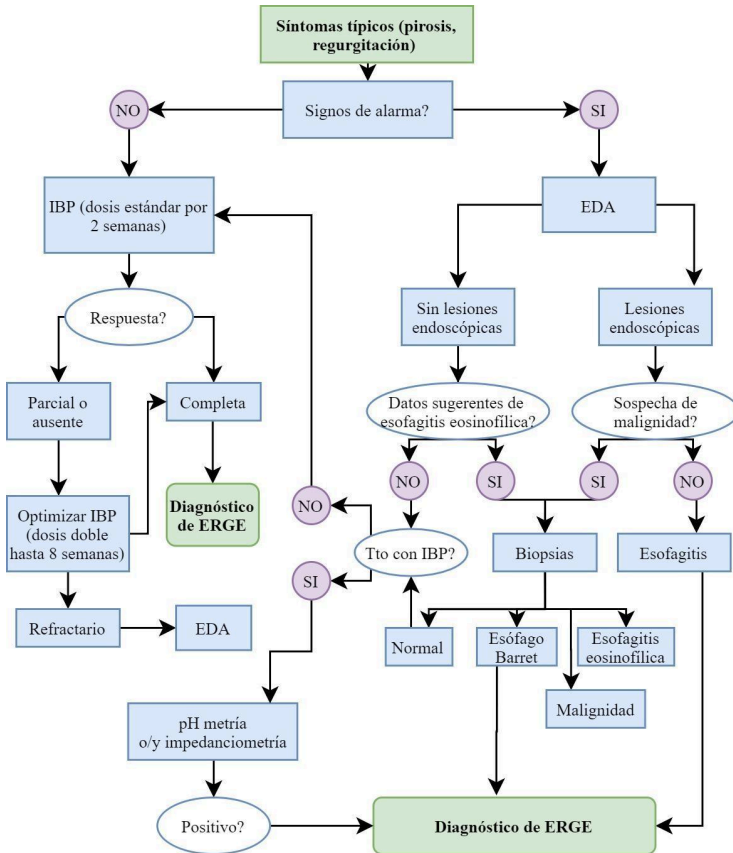 Síntomas típicos (pirosis,
regurgitación)
Signos de alarma?
NO
SI
IBP (dosis estándar por
2 semanas)
EDA
Respuesta?
Sin lesiones
endoscópicas
Lesiones
endoscópicas
Parcial o
ausente
Completa
Datos sugerentes de
esofagitis eosinofílica?
Sospecha de
malignidad?
NO
SI
SI
NO
Optimizar IBP
(dosis doble
hasta 8 semanas)
Diagnóstico
de ERGE
NO
SI
Tto con IBP?
Biopsias
Esofagitis
Refractario
EDA
Normal
Esófago
Barret
Esofagitis
eosinofílica
Malignidad
pH metría
o/y impedanciometría
Positivo?
Diagnóstico de ERGE